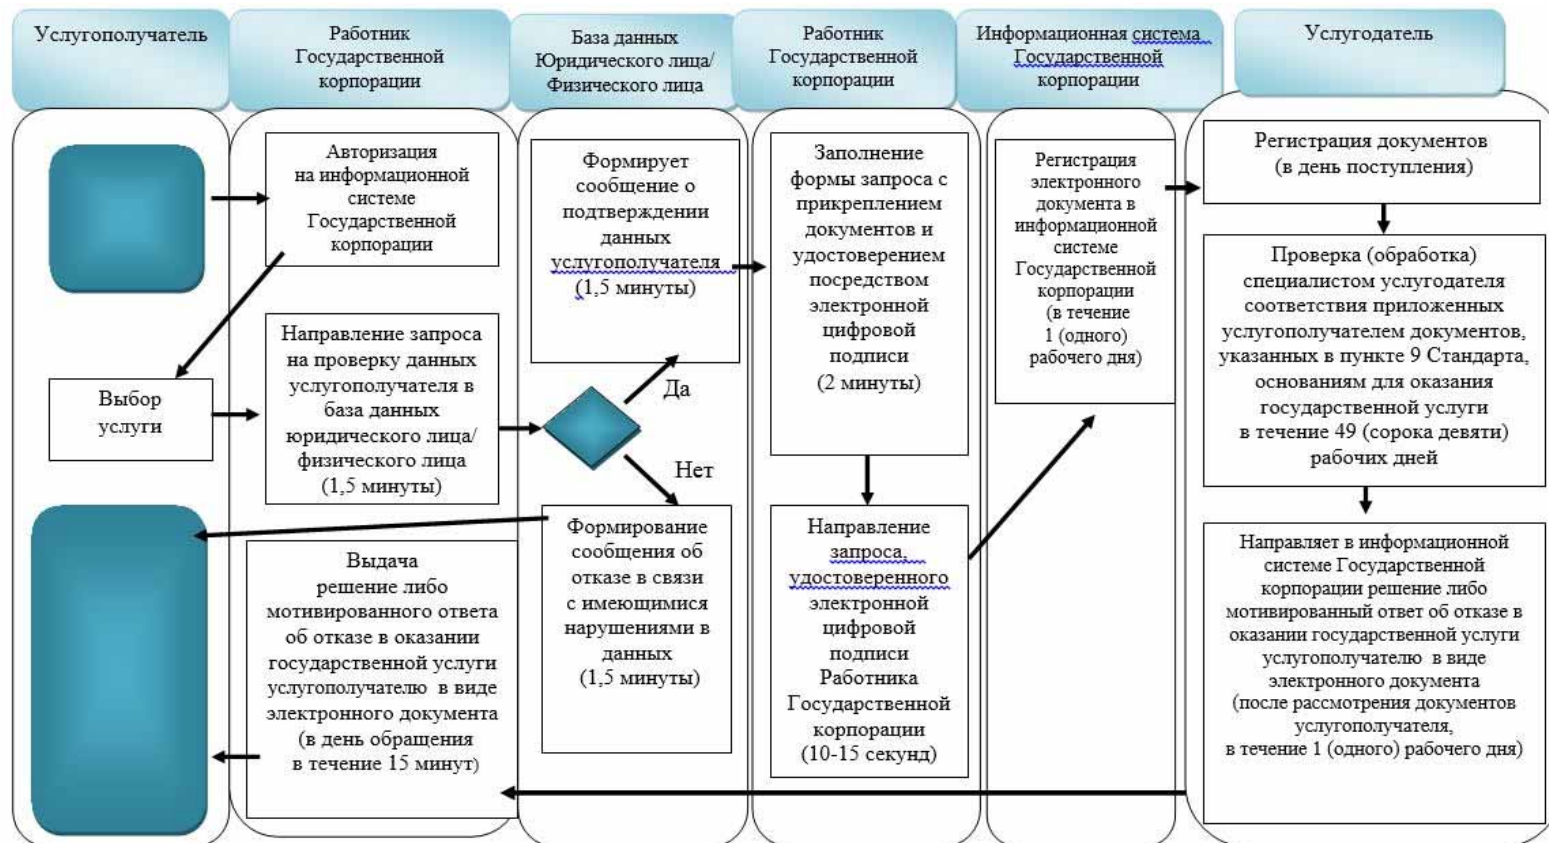 Услугополучатель
Работник
Государственной
корпорации
База данных
Юридического лица/
Физического лица
Работник
Государственной
корпорации
Информационная система
Государственной
корпорации
Услугодатель
Авторизация
на информационной
системе
Государственной
корпорации
Выбор
услуги
Направление запроса
на проверку данных
услугополучателя в
база данных
юридического лица/
физического лица
(1,5 минуты)
Формирует
сообщение о
подтверждении
данных
услугополучателя
(1,5 минуты)
Да
Нет
Формирование
сообщения об
отказе в связи
с имеющимися
нарушениями в
данных
(1,5 минуты)
Заполнение
формы запроса с
прикреплением
документов и
удостоверением
посредством
электронной
цифровой
подписи
(2 минуты)
Направление
запроса,
удостоверенного
электронной
цифровой
подписи
Работника
Государственной
корпорации
(10-15 секунд)
Регистрация
электронного
документа в
информационной
системе
Государственной
корпорации
(в течение
1 (одного)
рабочего дня)
Регистрация документов
(в день поступления)
Проверка (обработка)
специалистом услугодателя
соответствия приложенных
услугополучателем документов,
указанных в пункте 9 Стандарта,
основаниям для оказания
государственной услуги
в течение 49 (сорока девяти)
рабочих дней
Направляет в информационной
системе Государственной
корпорации решение либо
мотивированный ответ об отказе в
оказании государственной услуги
услугополучателю в виде
электронного документа
(после рассмотрения документов
услугополучателя,
в течение 1 (одного) рабочего дня)
Выдача
решение либо
мотивированного ответа
об отказе в оказании
государственной услуги
услугополучателю в виде
электронного документа
(в день обращения
в течение 15 минут)